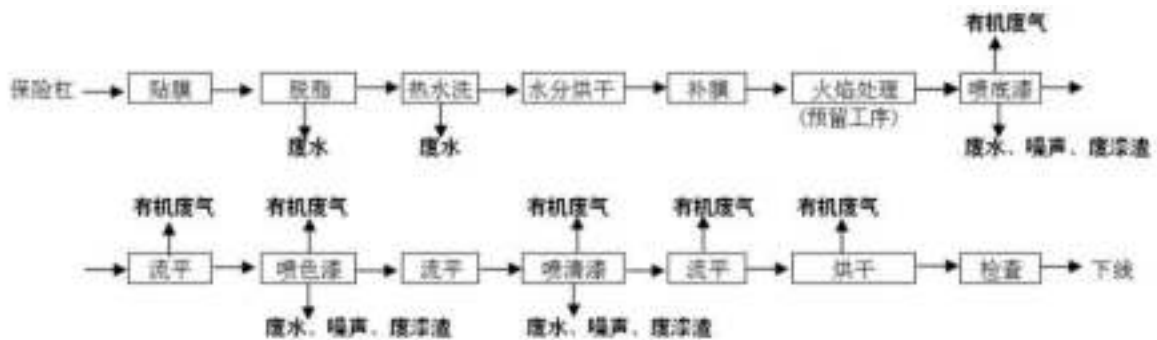 有机废气
保险杠 贴膜 脱脂 热水洗 水分烘干 补膜 火焰处理 喷底漆
(预留工序)
废水 废水 废水、噪声、废漆渣
有机废气 有机废气 有机废气 有机废气 有机废气
流平 喷色漆 流平 喷清漆 流平 烘干 检查 下线
废水、噪声、废漆渣 废水、噪声、废漆渣